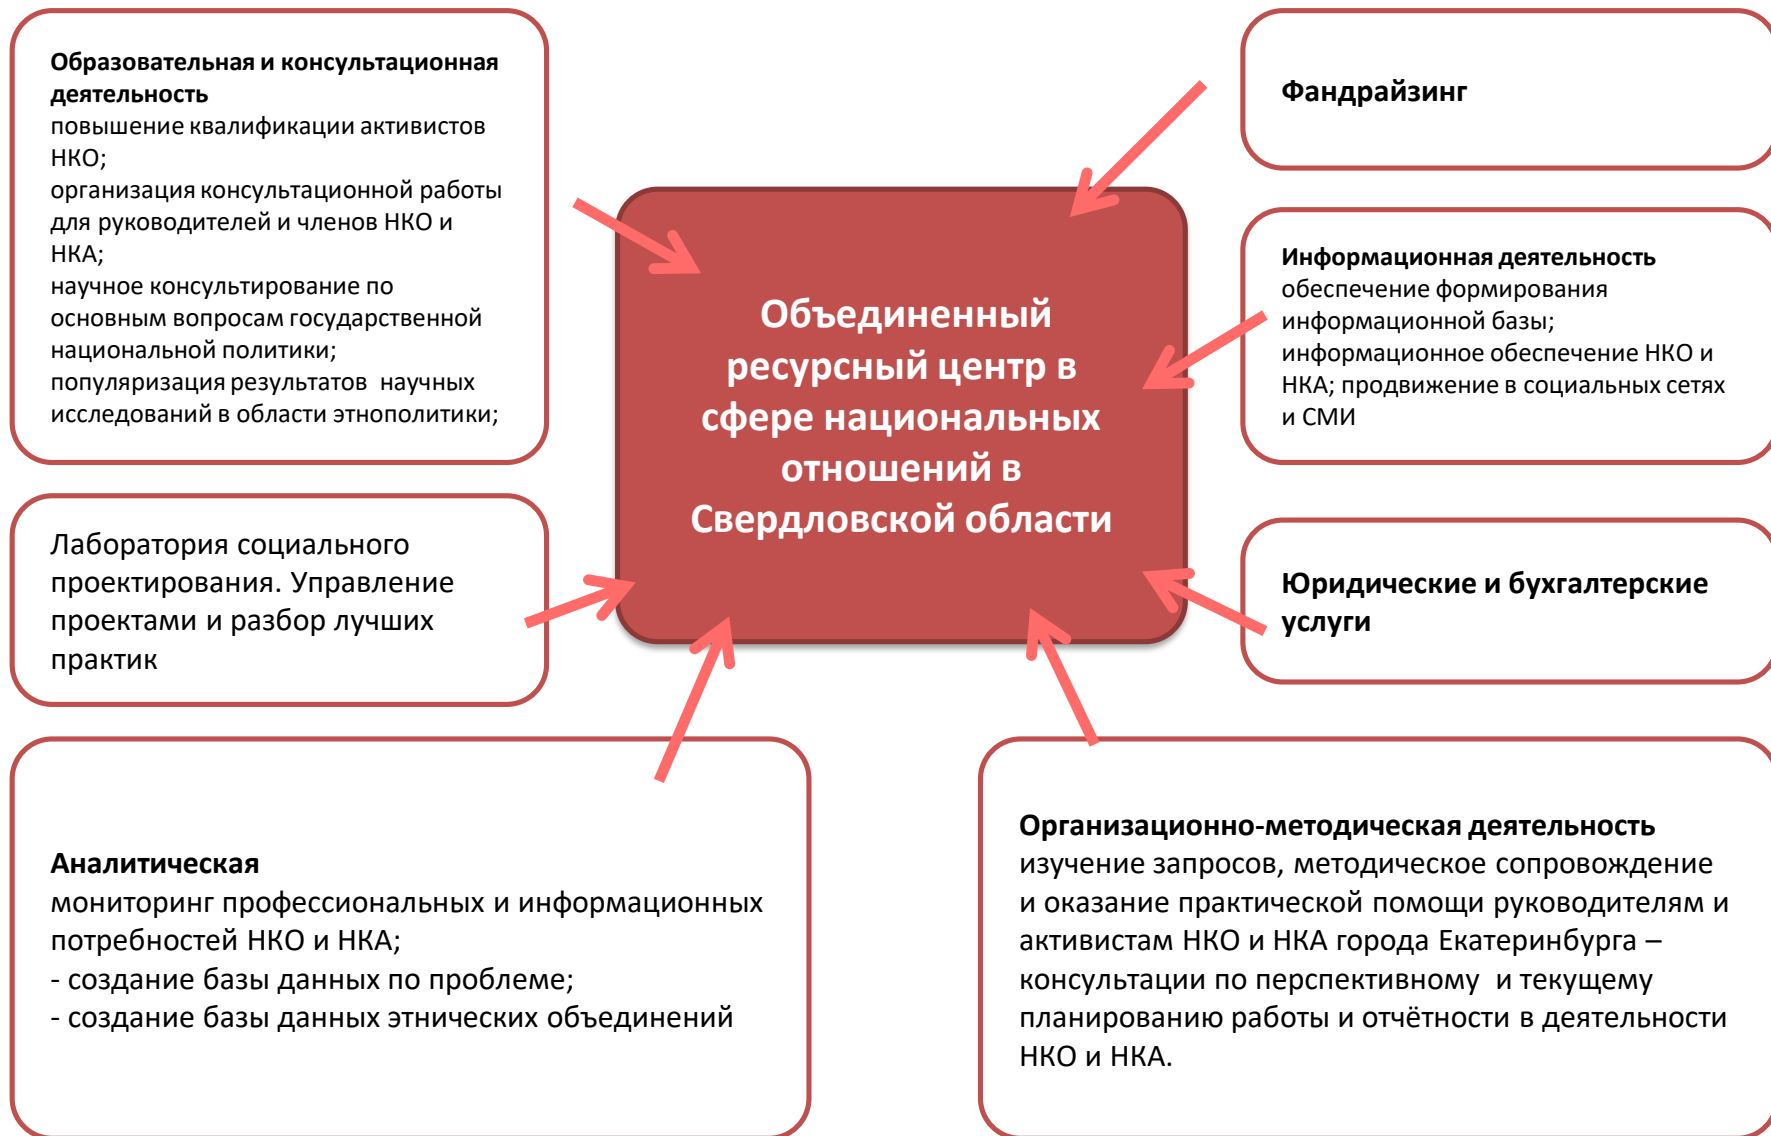 Образовательная и консультационная
деятельность
повышение квалификации активистов
НКО;
организация консультационной работы
для руководителей и членов НКО и
НКА;
научное консультирование по
основным вопросам государственной
национальной политики;
популяризация результатов научных
исследований в области этнополитики;
Лаборатория социального
проектирования. Управление
проектами и разбор лучших
практик
Объединенный
ресурсный центр в
сфере национальных
отношений в
Свердловской области
Фандрайзинг
Информационная деятельность
обеспечение формирования
информационной базы;
информационное обеспечение НКО и
НКА; продвижение в социальных сетях
и СМИ
Юридические и бухгалтерские
услуги
Аналитическая
мониторинг профессиональных и информационных
потребностей НКО и НКА;
- создание базы данных по проблеме;
- создание базы данных этнических объединений
Организационно-методическая деятельность
изучение запросов, методическое сопровождение
и оказание практической помощи руководителям и
активистам НКО и НКА города Екатеринбурга –
консультации по перспективному и текущему
планированию работы и отчётности в деятельности
НКО и НКА.